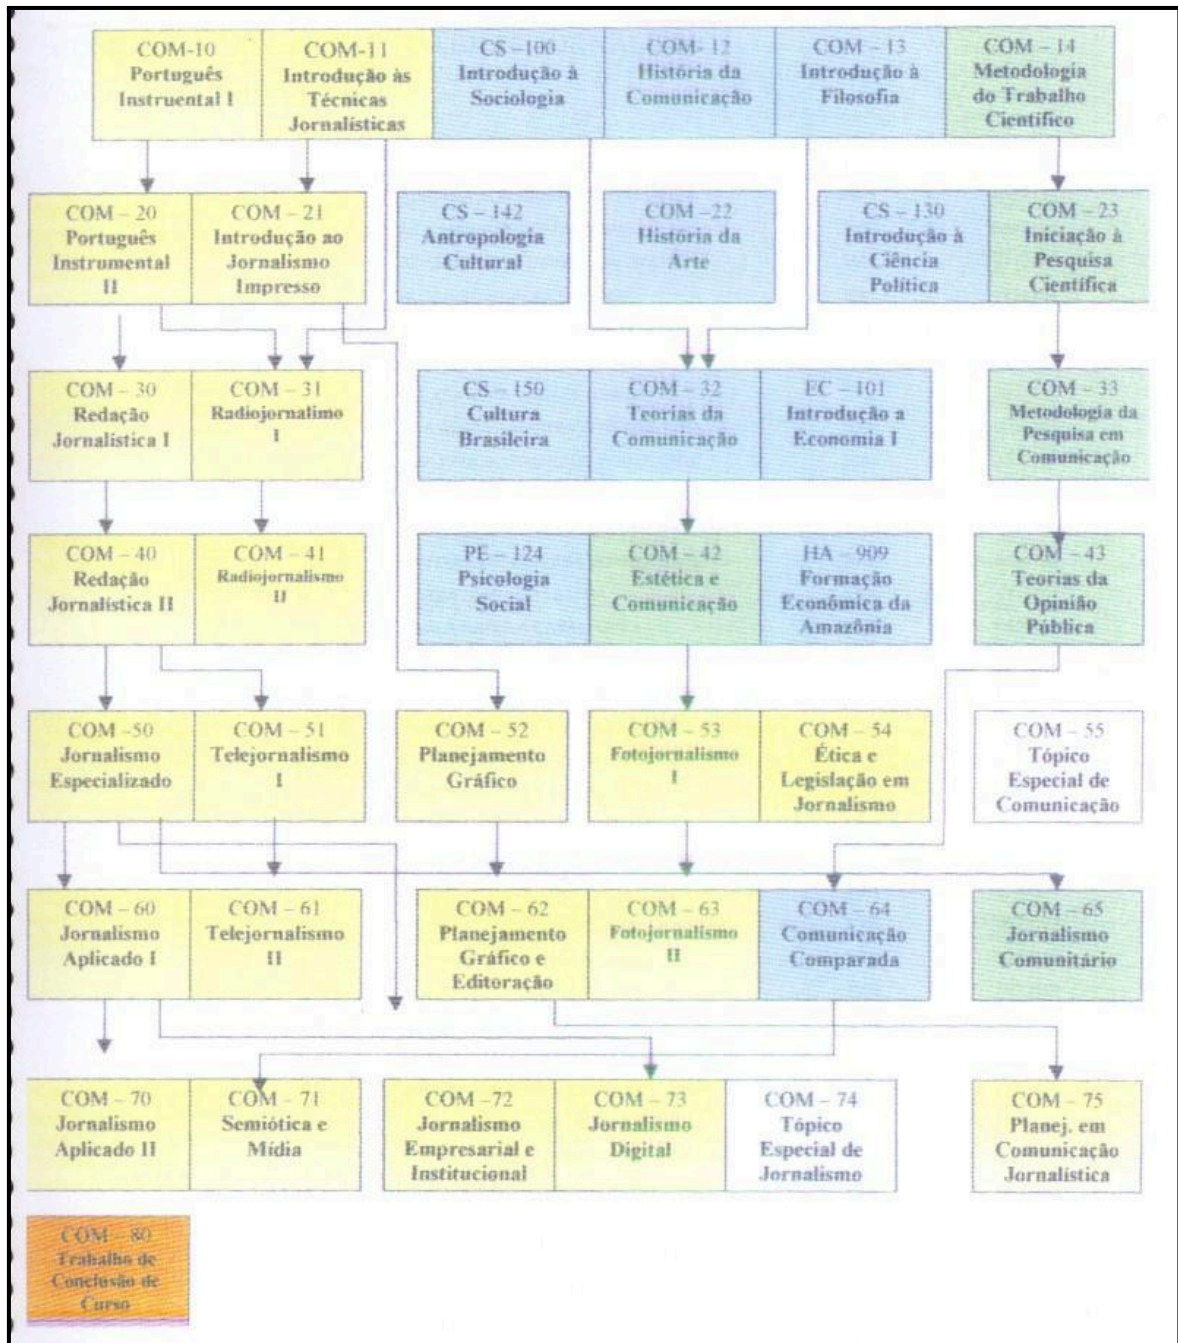 COM-10
Português
Instruental I
COM-11
Introdução às
Técnicas
Jornalísticas
CS – 100
Introdução à
Sociologia
COM- 12
História da
Comunicação
COM – 13
Introdução à
Filosofia
COM – 14
Metodologia
do Trabalho
Científico
COM – 20
Português
Instrumental
II
COM – 21
Introdução ao
Jornalismo
Impresso
CS – 142
Antropologia
Cultural
COM –22
História da
Arte
CS – 130
Introdução à
Ciência
Política
COM – 23
Iniciação à
Pesquisa
Científica
COM – 30
Redação
Jornalística I
COM – 31
Radiojornalimo
I
CS – 150
Cultura
Brasileira
COM – 32
Teorias da
Comunicação
EC – 101
Introdução a
Economia I
COM – 33
Metodologia da
Pesquisa em
Comunicação
COM – 40
Redação
Jornalística II
COM – 41
Radiojornalismo
II
PE – 124
Psicologia
Social
COM – 42
Estética e
Comunicação
HA – 909
Formação
Econômica da
Amazônia
COM – 43
Teorias da
Opinião
Pública
COM –50
Jornalismo
Especializado
COM – 51
Telejornalismo
I
COM – 52
Planejamento
Gráfico
COM – 53
Fotojornalismo
I
COM – 54
Ética e
Legislação em
Jornalismo
COM – 55
Tópico
Especial de
Comunicação
COM – 60
Jornalismo
Aplicado I
COM – 61
Telejornalismo
II
COM – 62
Planejamento
Gráfico e
Editoração
COM – 63
Fotojornalismo
II
COM – 64
Comunicação
Comparada
COM – 65
Jornalismo
Comunitário
COM – 70
Jornalismo
Aplicado II
COM – 71
Semiótica e
Mídia
COM –72
Jornalismo
Empresarial e
Institucional
COM – 73
Jornalismo
Digital
COM – 74
Tópico
Especial de
Jornalismo
COM – 75
Planej. em
Comunicação
Jornalística
COM – 80
Trabalho de
Conclusão de
Curso